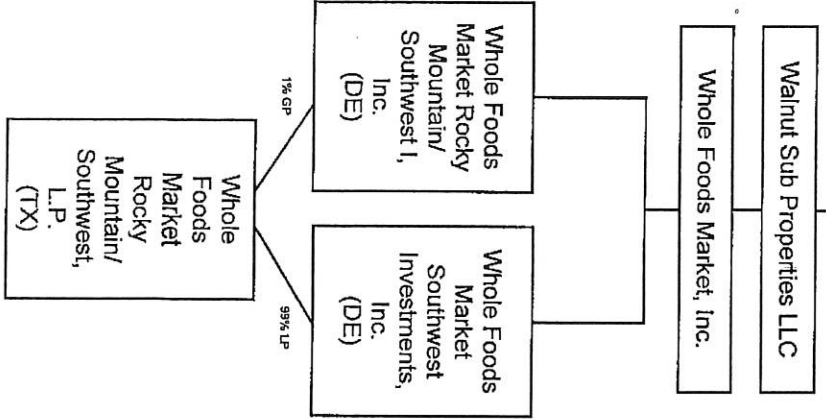 Walnut Sub Properties LLC
Whole Foods Market, Inc.
Whole Foods
Market Rocky
Mountain/
Southwest I,
Inc.
(DE)
Whole Foods
Market
Southwest
Investments,
Inc.
(DE)
1% GP
99% LP
Whole
Foods
Market
Rocky
Mountain/
Southwest,
L.P.
(TX)